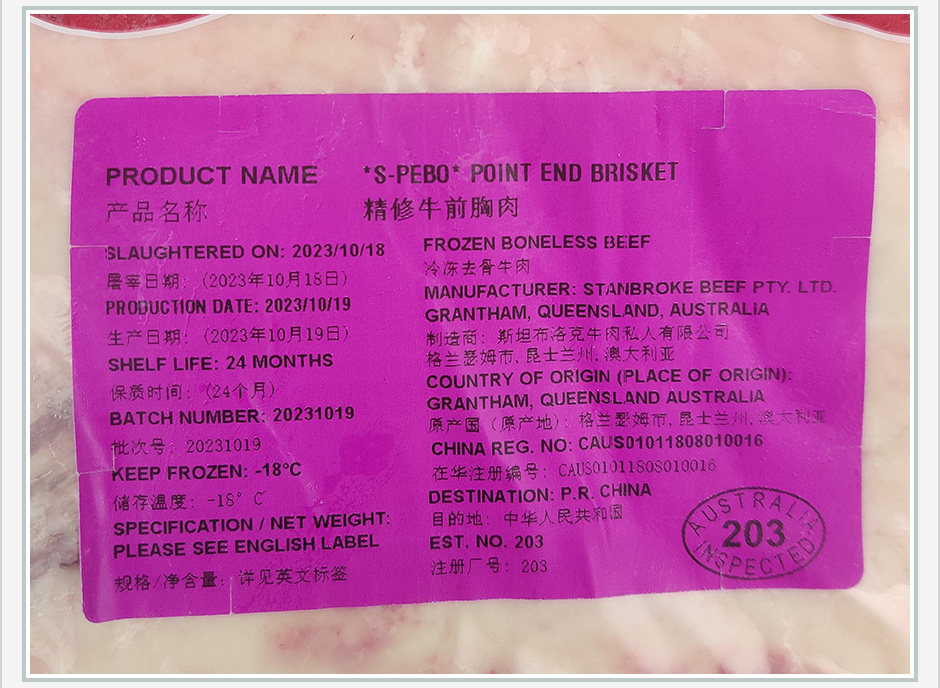 PRODUCT NAME *S-PEBO* POINT END BRISKET
产品名称 精修牛前胸肉
SLAUGHTERED ON: 2023/10/18
屠宰日期: (2023年10月18日)
PRODUCTION DATE: 2023/10/19
生产日期: (2023年10月19日)
SHELF LIFE: 24 MONTHS
保质时间: (24个月)
BATCH NUMBER: 20231019
批次号: 20231019
KEEP FROZEN: -18°C
储存温度: -18° C
SPECIFICATION / NET WEIGHT:
PLEASE SEE ENGLISH LABEL
规格/净含量: 详见英文标签
FROZEN BONELESS BEEF
冷冻去骨牛肉
MANUFACTURER: STANBROKE BEEF PTY. LTD.
GRANTHAM, QUEENSLAND, AUSTRALIA
制造商: 斯坦布洛克牛肉私人有限公司
格兰瑟姆市, 昆士兰州, 澳大利亚
COUNTRY OF ORIGIN (PLACE OF ORIGIN):
GRANTHAM, QUEENSLAND AUSTRALIA
原产国 (原产地): 格兰瑟姆市, 昆士兰州, 澳大利亚
CHINA REG. NO: CAUS01011808010016
在华注册编号: CAUS01011808010016
DESTINATION: P.R. CHINA
目的地: 中华人民共和国
EST. NO. 203
注册厂号: 203
AUSTRALIA
203
INSPECTED